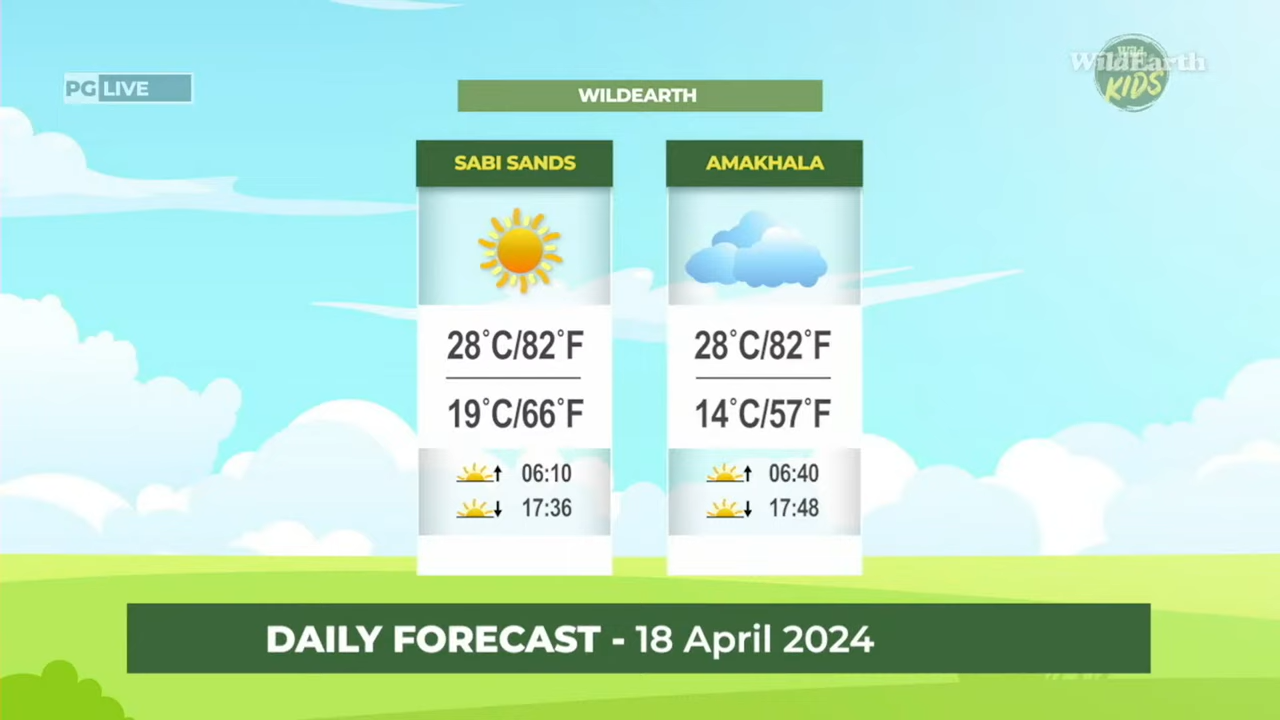 PG LIVE
WildEarth
Wild
KIDS
WILDEARTH
SABI SANDS
28°C/82°F
19°C/66°F
06:10
17:36
AMAKHALA
28°C/82°F
14°C/57°F
06:40
17:48
DAILY FORECAST - 18 April 2024